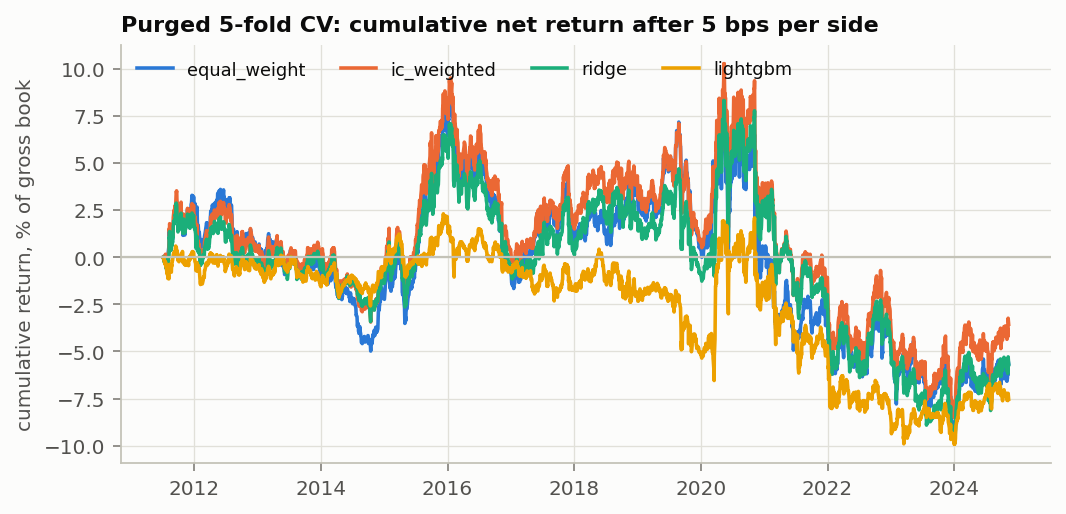 Purged 5-fold CV: cumulative net return after 5 bps per side
equal_weight ic_weighted ridge lightgbm
cumulative return, % of gross book
10.0
7.5
5.0
2.5
0.0
−2.5
−5.0
−7.5
−10.0
2012 2014 2016 2018 2020 2022 2024